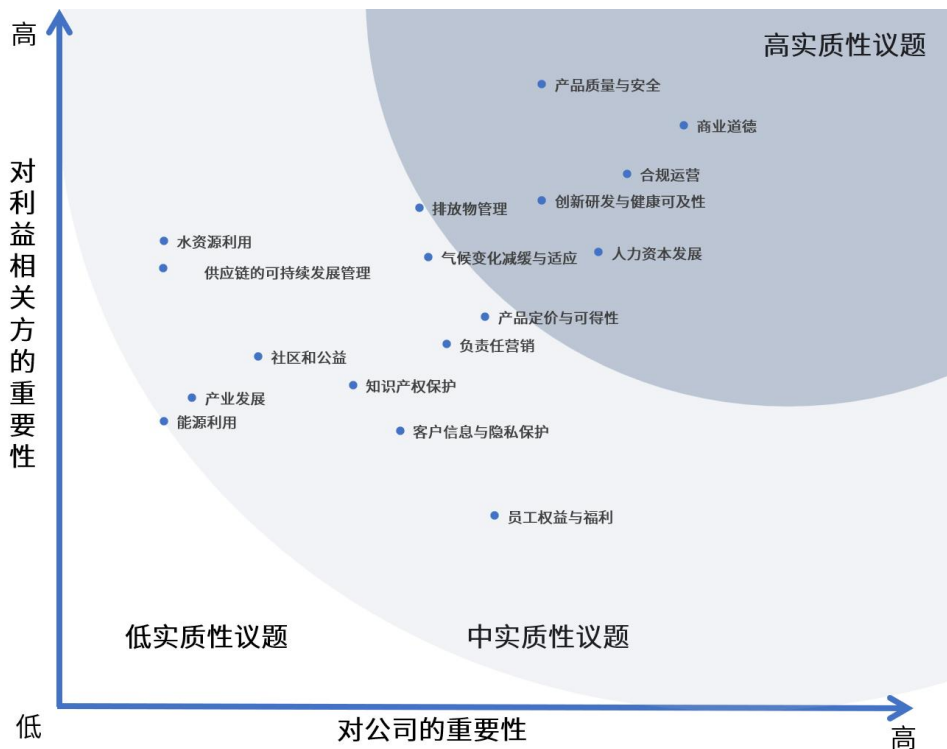 高
高实质性议题
产品质量与安全
商业道德
合规运营
创新研发与健康可及性
排放物管理
水资源利用
气候变化减缓与适应
人力资本发展
供应链的可持续发展管理
产品定价与可得性
负责任营销
社区和公益
知识产权保护
产业发展
能源利用
客户信息与隐私保护
员工权益与福利
对利益相关方的重要性
低实质性议题
中实质性议题
低
对公司的重要性
高